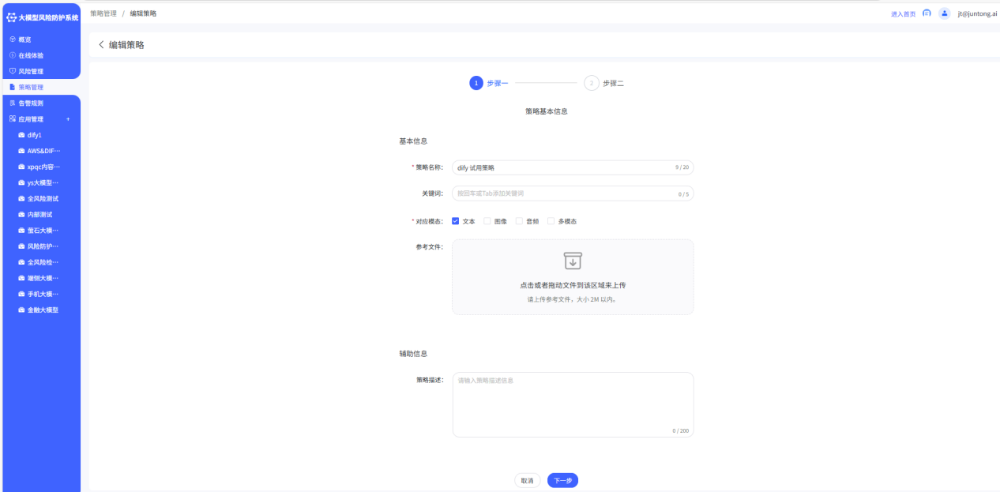 大模型风险防护系统
策略管理 / 编辑策略
进入首页
jt@juntong.ai
概览
在线体验
风险管理
策略管理
告警规则
应用管理 +
dify1
AWS&DIF···
xpqc内容···
ys大模型···
全风险测试
内部测试
萤石大模···
风险防护···
全风险检···
端侧大模···
手机大模···
金融大模型
< 编辑策略
1 步骤一
2 步骤二
策略基本信息
基本信息
* 策略名称: dify 试用策略 9 / 20
关键词: 按回车或Tab添加关键词 0 / 5
* 对应模态: 文本 图像 音频 多模态
参考文件:
点击或者拖动文件到该区域来上传
请上传参考文件，大小 2M 以内。
辅助信息
策略描述: 请输入策略描述信息
0 / 200
取消 下一步